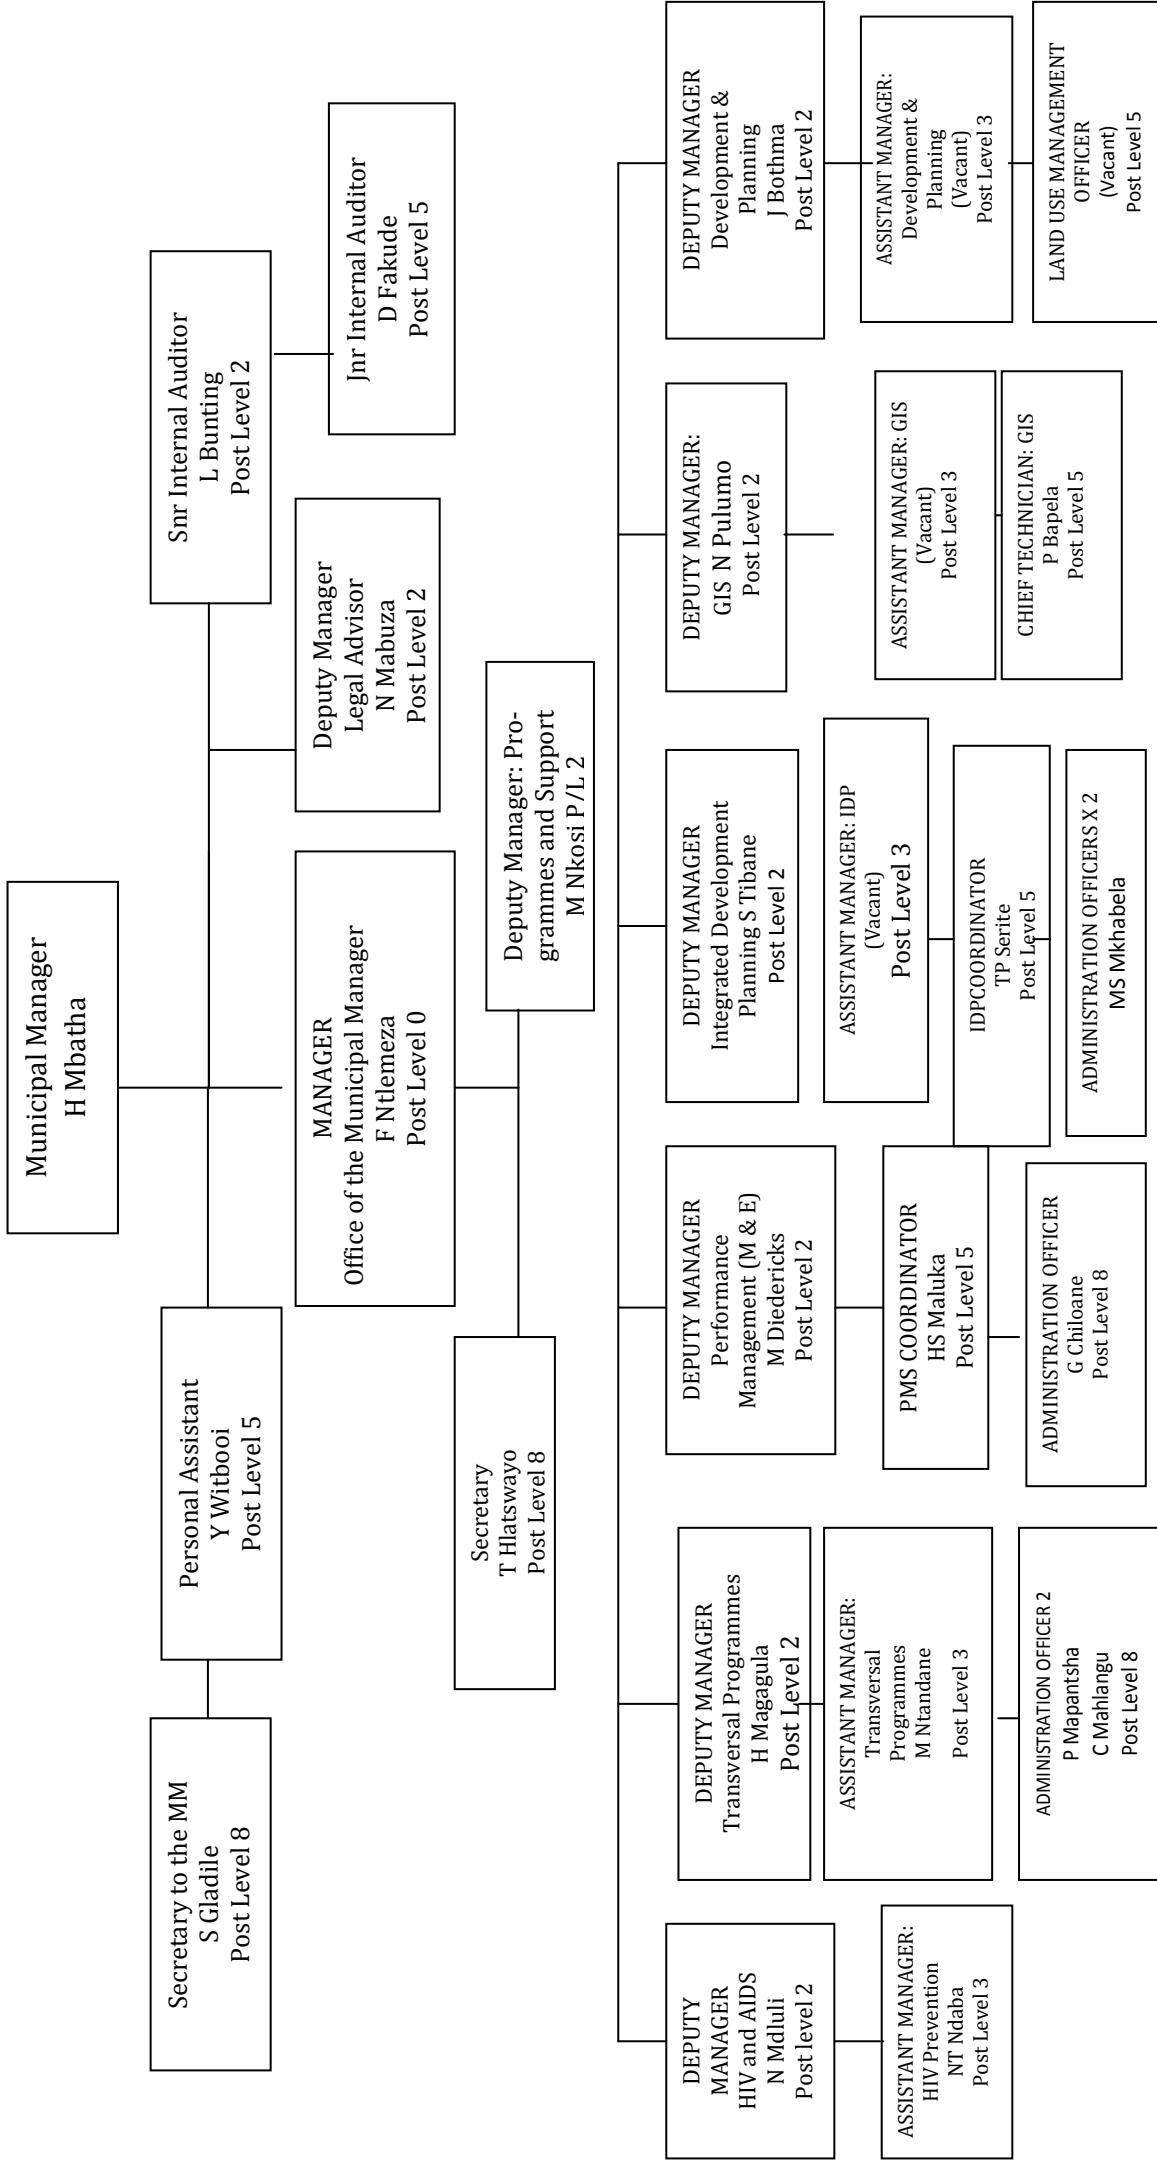 Municipal Manager
H Mbatha
Secretary to the MM
S Gladile
Post Level 8
Personal Assistant
Y Witbooi
Post Level 5
Snr Internal Auditor
L Bunting
Post Level 2
MANAGER
Office of the Municipal Manager
F Ntlemeza
Post Level 0
Deputy Manager
Legal Advisor
N Mabuza
Post Level 2
Jnr Internal Auditor
D Fakude
Post Level 5
Secretary
T Hlatswayo
Post Level 8
Deputy Manager: Pro-
grammes and Support
M Nkosi P/L 2
DEPUTY
MANAGER
HIV and AIDS
N Mdluli
Post level 2
DEPUTY MANAGER
Transversal Programmes
H Magagula
Post Level 2
DEPUTY MANAGER
Performance
Management (M & E)
M Diedericks
Post Level 2
DEPUTY MANAGER
Integrated Development
Planning S Tibane
Post Level 2
DEPUTY MANAGER:
GIS N Pulumo
Post Level 2
DEPUTY MANAGER
Development &
Planning
J Bothma
Post Level 2
ASSISTANT MANAGER:
HIV Prevention
NT Ndaba
Post Level 3
ASSISTANT MANAGER:
Transversal
Programmes
M Ntandane
Post Level 3
PMS COORDINATOR
HS Maluka
Post Level 5
ASSISTANT MANAGER: IDP
(Vacant)
Post Level 3
ASSISTANT MANAGER: GIS
(Vacant)
Post Level 3
ASSISTANT MANAGER:
Development &
Planning
(Vacant)
Post Level 3
ADMINISTRATION OFFICER 2
P Mapantsha
C Mahlangu
Post Level 8
ADMINISTRATION OFFICER
G Chiloane
Post Level 8
IDPCOORDINATOR
TP Serite
Post Level 5
ADMINISTRATION OFFICERS X 2
MS Mkhabela
CHIEF TECHNICIAN: GIS
P Bapela
Post Level 5
LAND USE MANAGEMENT
OFFICER
(Vacant)
Post Level 5